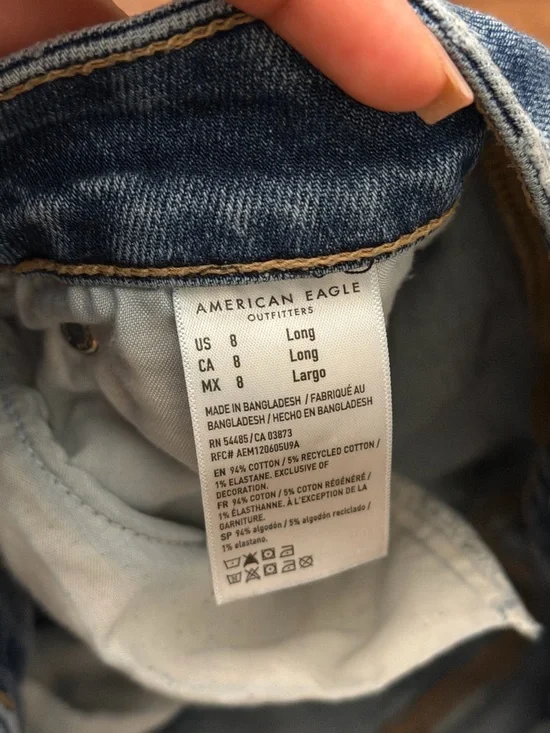 AMERICAN EAGLE
OUTFITTERS
US 8 Long
CA 8 Long
MX 8 Largo
MADE IN BANGLADESH / FABRIQUÉ AU
BANGLADESH / HECHO EN BANGLADESH
RN 54485/CA 03873
RFC# AEM120605U9A
EN 94% COTTON / 5% RECYCLED COTTON /
1% ELASTANE, EXCLUSIVE OF
DECORATION.
FR 94% COTON / 5% COTON RÉGÉNÉRÉ /
1% ÉLASTHANNE. À L'EXCEPTION DE LA
GARNITURE.
SP 94% algodón / 5% algodón reciclado /
1% elastano.